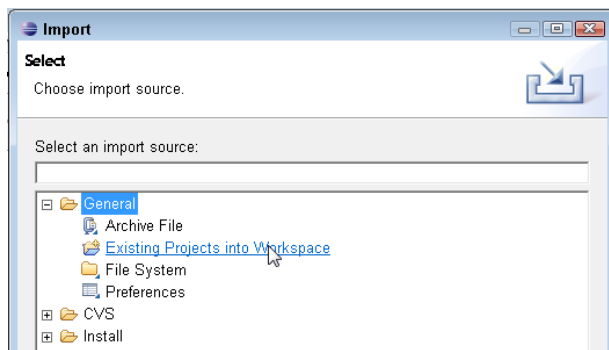 Import
Select
Choose import source.
Select an import source:
General
Archive File
Existing Projects into Workspace
File System
Preferences
CVS
Install